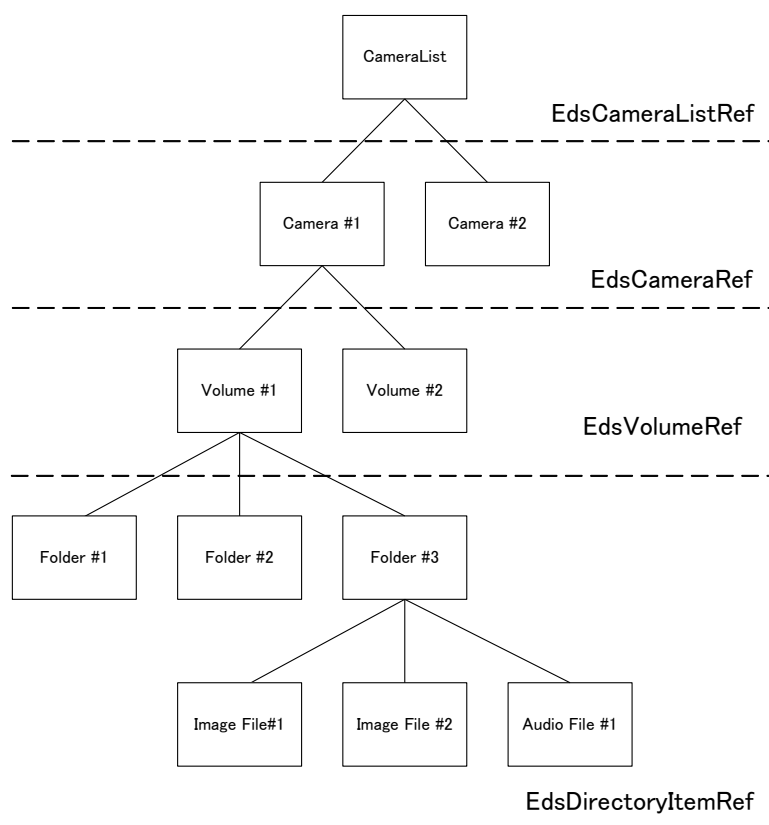 CameraList
EdsCameraListRef
Camera #1
Camera #2
EdsCameraRef
Volume #1
Volume #2
EdsVolumeRef
Folder #1
Folder #2
Folder #3
Image File#1
Image File #2
Audio File #1
EdsDirectoryItemRef